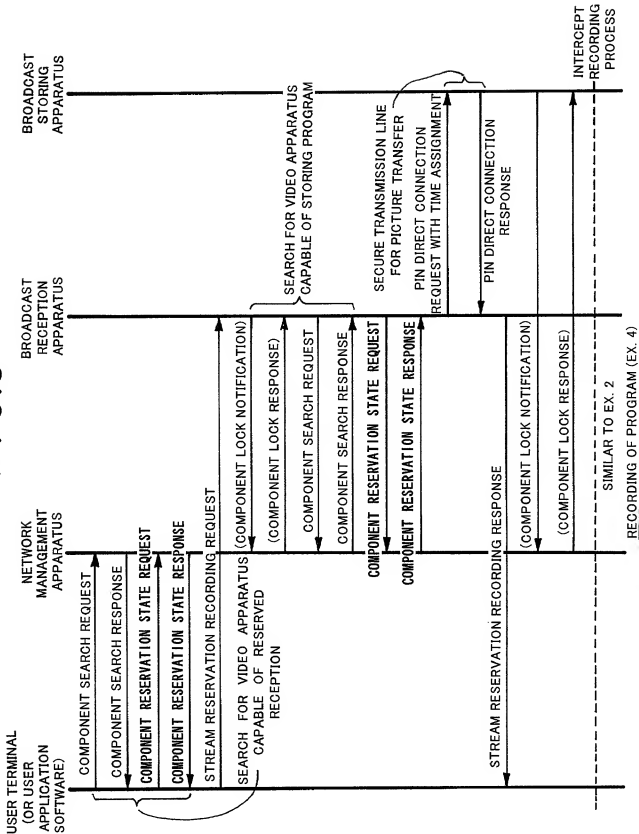 USER TERMINAL
(OR USER
APPLICATION
SOFTWARE)
NETWORK
MANAGEMENT
APPARATUS
BROADCAST
RECEPTION
APPARATUS
BROADCAST
STORING
APPARATUS
COMPONENT SEARCH REQUEST
COMPONENT SEARCH RESPONSE
COMPONENT RESERVATION STATE REQUEST
COMPONENT RESERVATION STATE RESPONSE
STREAM RESERVATION RECORDING REQUEST
SEARCH FOR VIDEO APPARATUS
CAPABLE OF RESERVED
RECEPTION
(COMPONENT LOCK NOTIFICATION)
(COMPONENT LOCK RESPONSE)
COMPONENT SEARCH REQUEST
COMPONENT SEARCH RESPONSE
SEARCH FOR VIDEO APPARATUS
CAPABLE OF STORING PROGRAM
COMPONENT RESERVATION STATE REQUEST
COMPONENT RESERVATION STATE RESPONSE
SECURE TRANSMISSION LINE
FOR PICTURE TRANSFER
PIN DIRECT CONNECTION
REQUEST WITH TIME ASSIGNMENT
PIN DIRECT CONNECTION
RESPONSE
STREAM RESERVATION RECORDING RESPONSE
(COMPONENT LOCK NOTIFICATION)
(COMPONENT LOCK RESPONSE)
INTERCEPT
RECORDING
PROCESS
SIMILAR TO EX. 2
RECORDING OF PROGRAM (EX. 4)